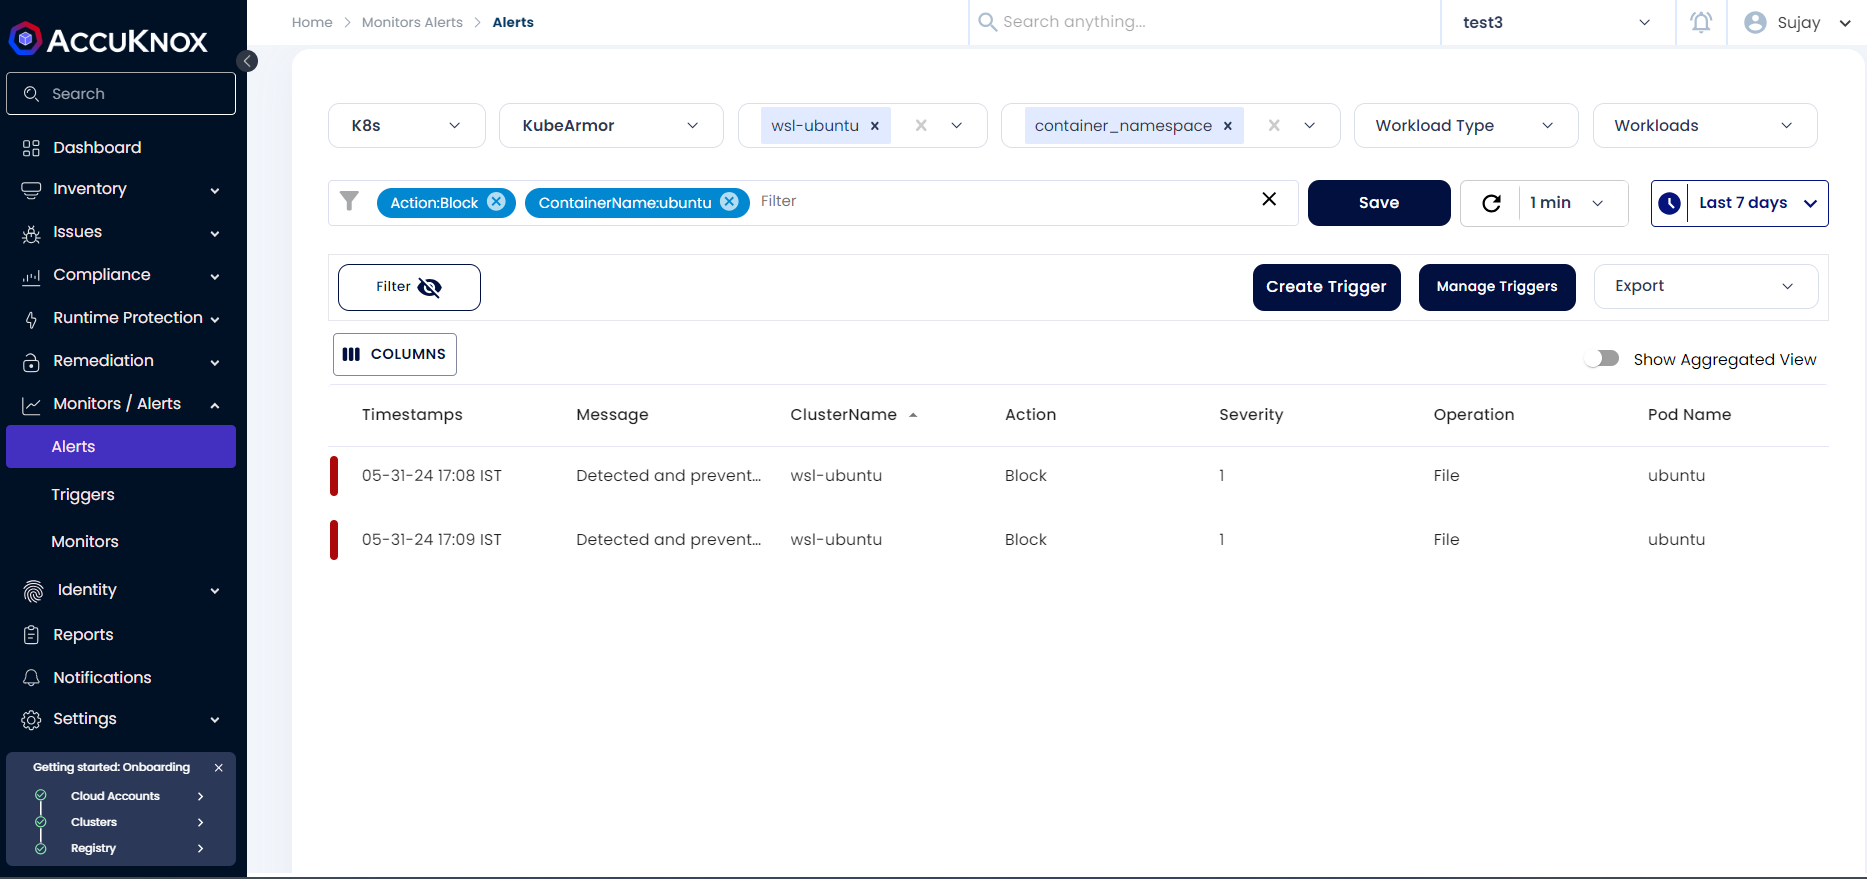 ACCUKNOX
Search
Dashboard
Inventory
Issues
Compliance
Runtime Protection
Remediation
Monitors / Alerts
Alerts
Triggers
Monitors
Identity
Reports
Notifications
Settings
Getting started: Onboarding
Cloud Accounts
Clusters
Registry
Home > Monitors Alerts > Alerts
Search anything...
test3
Sujay
K8s
KubeArmor
wsl-ubuntu x
container_namespace x
Workload Type
Workloads
Action:Block
ContainerName:ubuntu
Filter
Save
1 min
Last 7 days
Filter
Create Trigger
Manage Triggers
Export
COLUMNS
Show Aggregated View
Timestamps Message ClusterName Action Severity Operation Pod Name
05-31-24 17:08 IST Detected and prevent... wsl-ubuntu Block 1 File ubuntu
05-31-24 17:09 IST Detected and prevent... wsl-ubuntu Block 1 File ubuntu